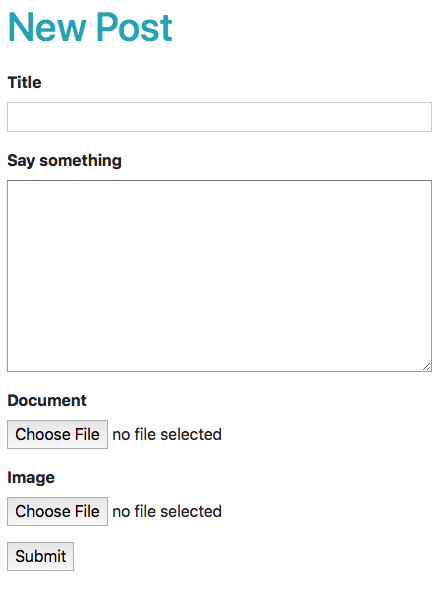 New Post
Title
Say something
Document
Choose File no file selected
Image
Choose File no file selected
Submit